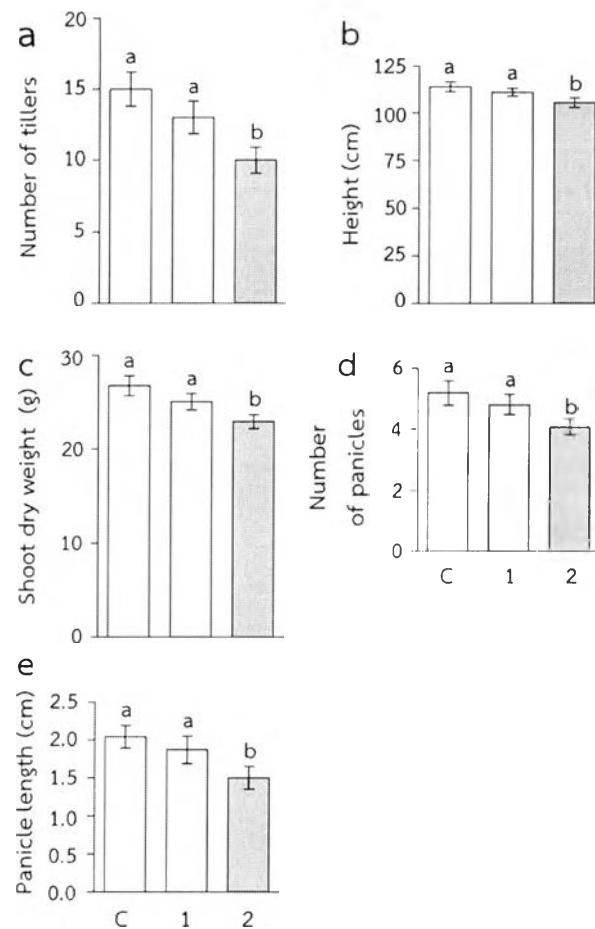 a
Number of tillers
20
15
10
5
0
a
a
b
b
Height (cm)
125
100
75
50
25
0
a
a
b
c
Shoot dry weight (g)
30
20
10
0
a
a
b
d
Number
of panicles
6
4
2
0
a
a
b
C 1 2
e
Panicle length (cm)
2.5
2.0
1.5
1.0
0.5
0.0
a
a
b
C 1 2